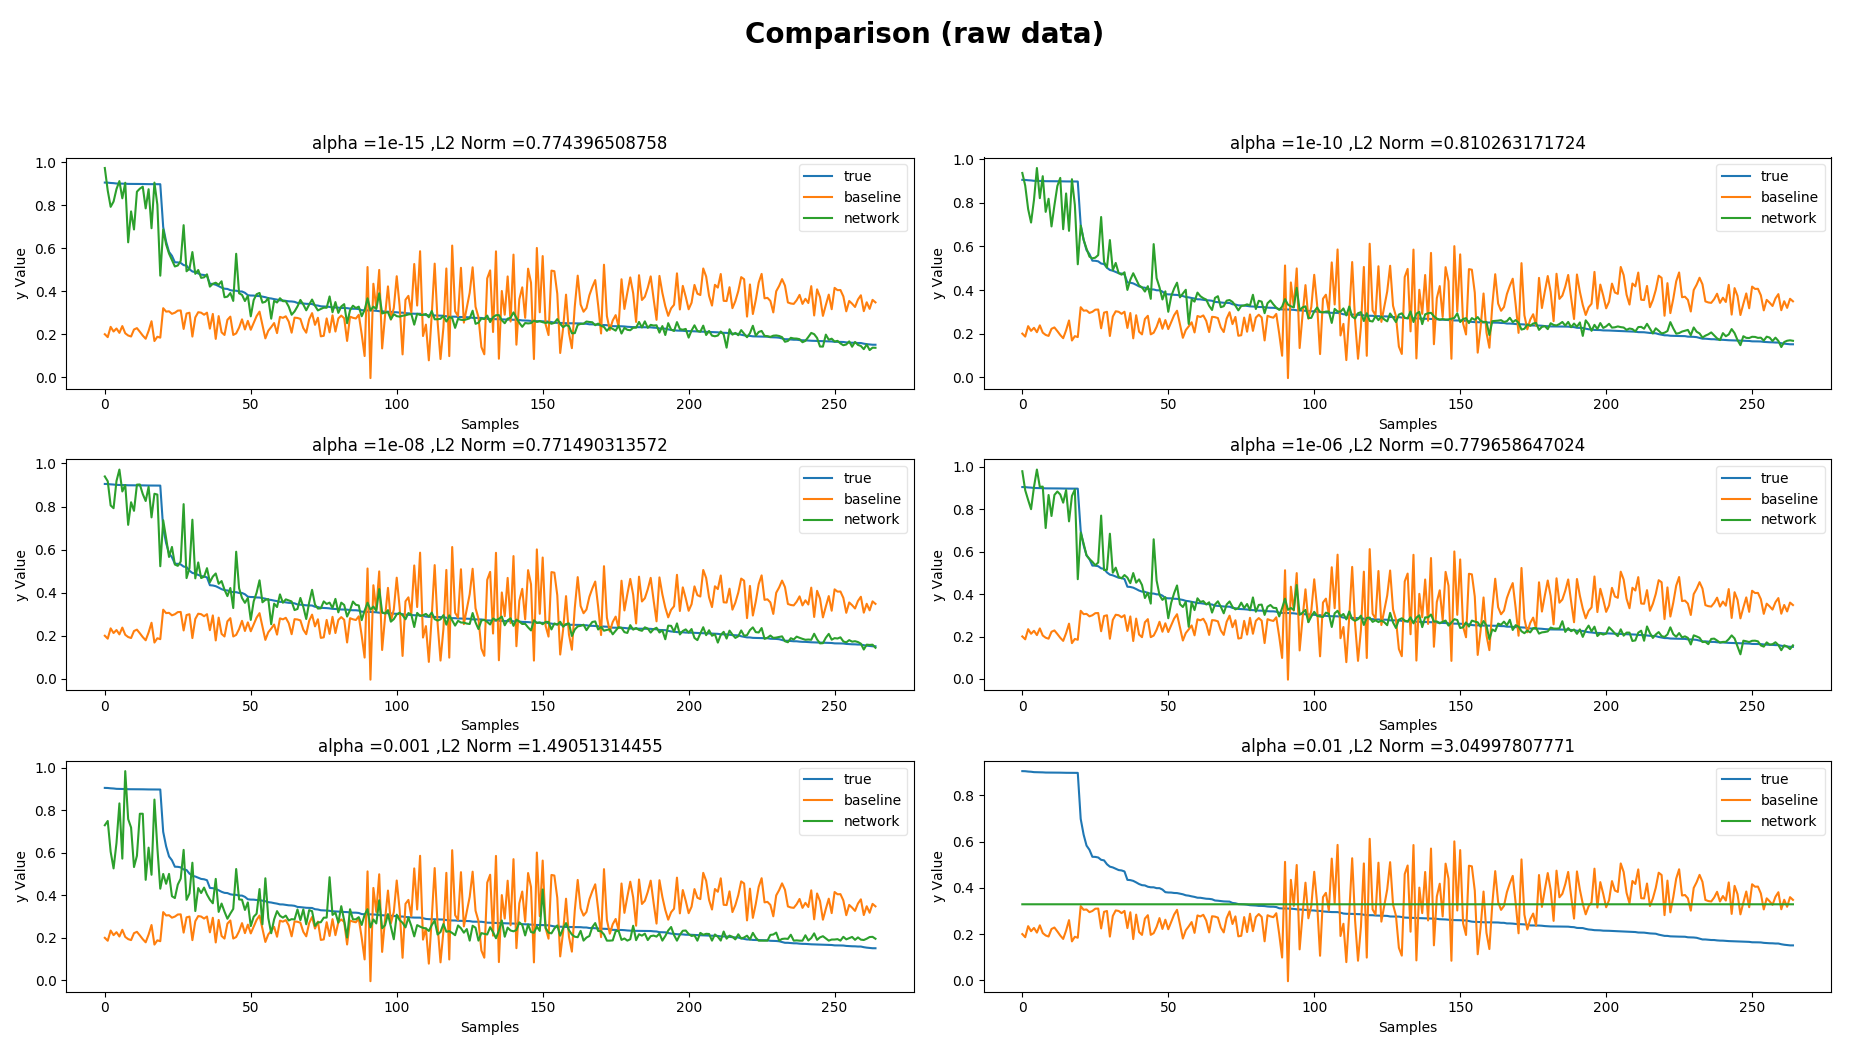 Comparison (raw data)
alpha =1e-15 ,L2 Norm =0.774396508758
y Value
1.0
0.8
0.6
0.4
0.2
0.0
true
baseline
network
0 50 100 150 200 250
Samples
alpha =1e-10 ,L2 Norm =0.810263171724
y Value
1.0
0.8
0.6
0.4
0.2
0.0
true
baseline
network
0 50 100 150 200 250
Samples
alpha =1e-08 ,L2 Norm =0.771490313572
y Value
1.0
0.8
0.6
0.4
0.2
0.0
true
baseline
network
0 50 100 150 200 250
Samples
alpha =1e-06 ,L2 Norm =0.779658647024
y Value
1.0
0.8
0.6
0.4
0.2
0.0
true
baseline
network
0 50 100 150 200 250
Samples
alpha =0.001 ,L2 Norm =1.49051314455
y Value
1.0
0.8
0.6
0.4
0.2
0.0
true
baseline
network
0 50 100 150 200 250
Samples
alpha =0.01 ,L2 Norm =3.04997807771
y Value
0.8
0.6
0.4
0.2
0.0
true
baseline
network
0 50 100 150 200 250
Samples